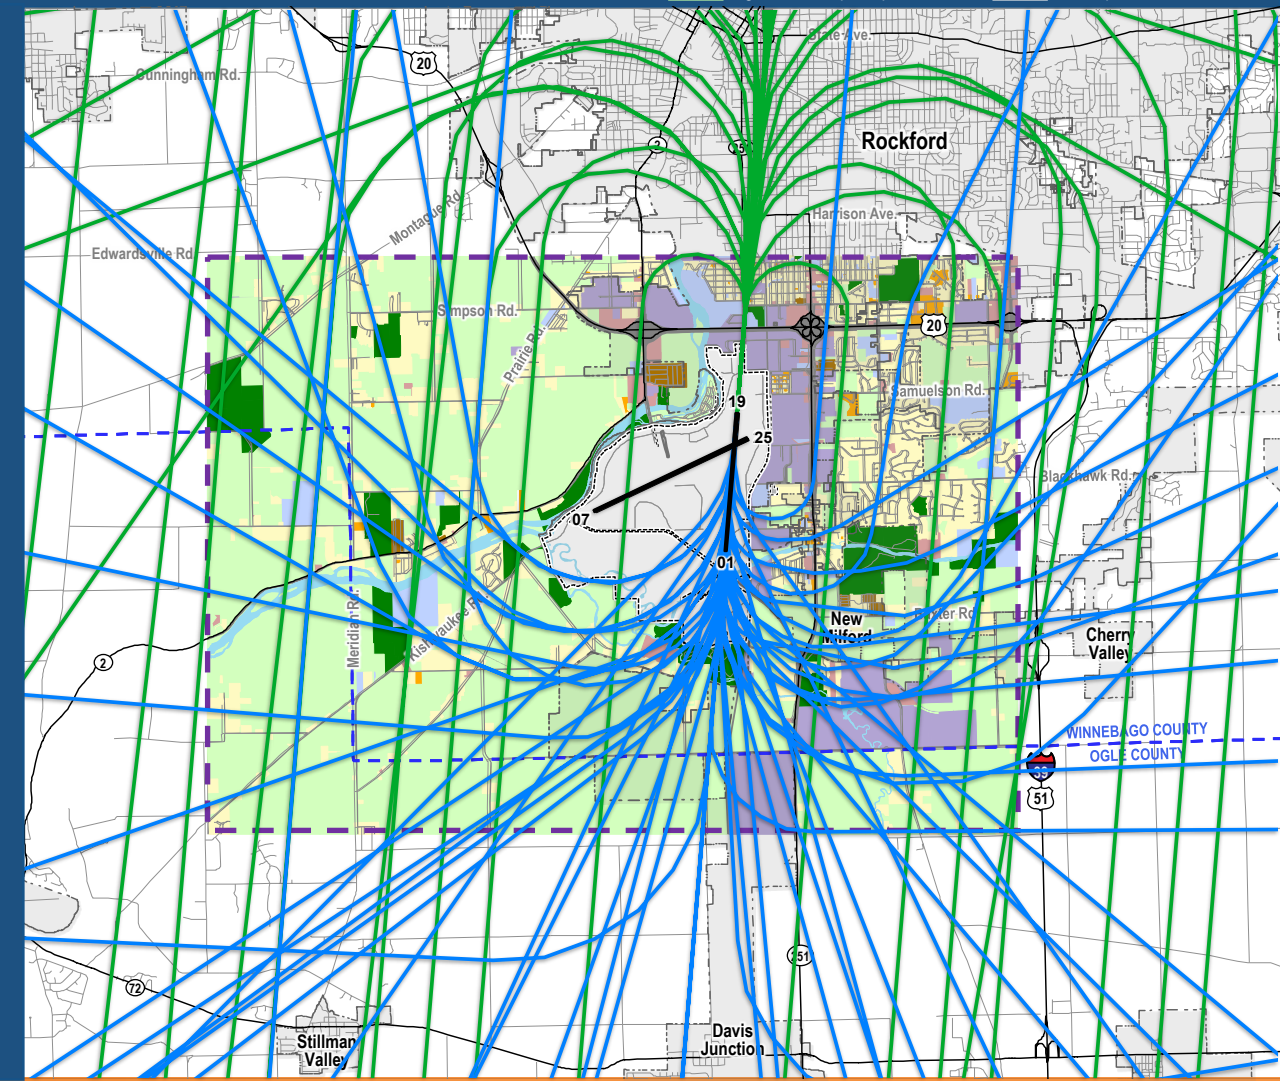 State Ave.
20
Cunningham Rd.
2
Rockford
Montague Rd.
Harrison Ave.
Edwardsville Rd.
Simpson Rd.
20
Prairie Rd.
Samuelson Rd.
19
25
Blackhawk Rd.
07
01
Meridian Rd.
Kishwaukee Rd.
New
Milford
Cherry
Valley
2
WINNEBAGO COUNTY
OGLE COUNTY
39
51
251
72
Stillman
Valley
Davis
Junction